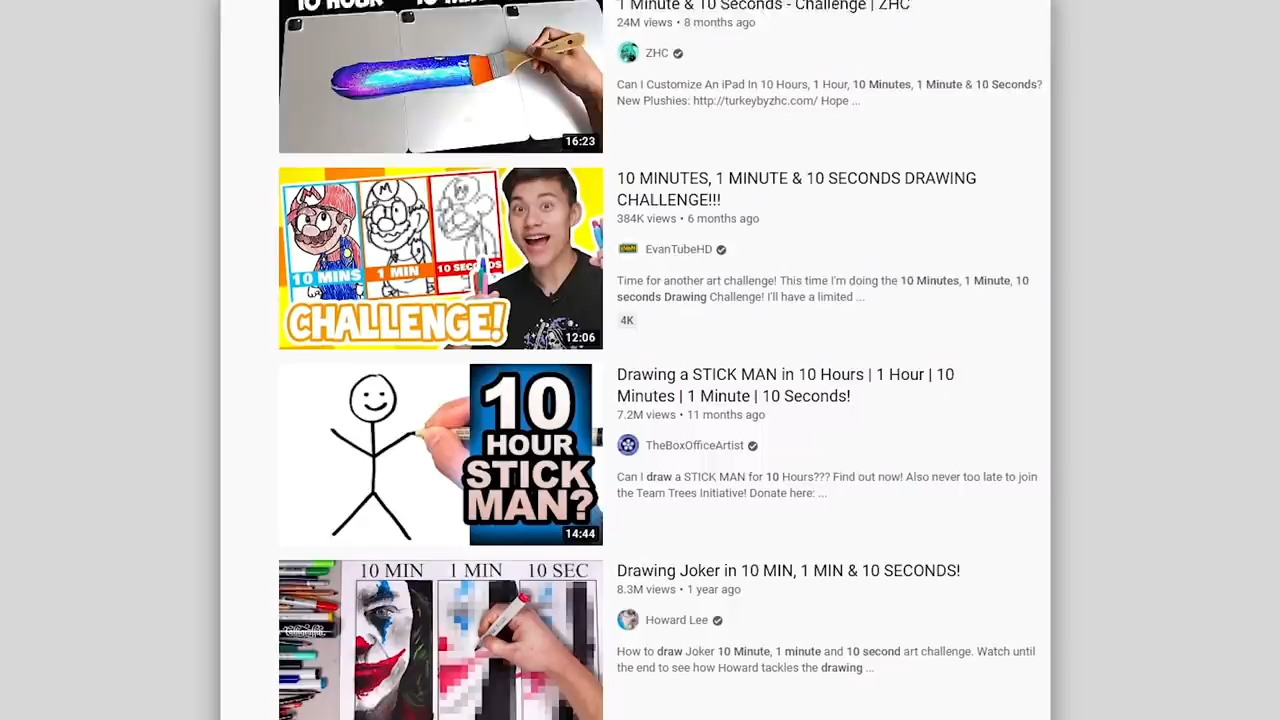 10 HOUR
1 Minute & 10 Seconds - Challenge | ZHC
24M views • 8 months ago
ZHC
Can I Customize An iPad In 10 Hours, 1 Hour, 10 Minutes, 1 Minute & 10 Seconds?
New Plushies: http://turkeybyzhc.com/ Hope ...
16:23
M
M
W
10 MINS
1 MIN
10 SECONDS
CHALLENGE!
12:06
10 MINUTES, 1 MINUTE & 10 SECONDS DRAWING
CHALLENGE!!!
384K views • 6 months ago
EvanTubeHD
Time for another art challenge! This time I'm doing the 10 Minutes, 1 Minute, 10
seconds Drawing Challenge! I'll have a limited ...
4K
10
HOUR
STICK
MAN?
14:44
Drawing a STICK MAN in 10 Hours | 1 Hour | 10
Minutes | 1 Minute | 10 Seconds!
7.2M views • 11 months ago
TheBoxOfficeArtist
Can I draw a STICK MAN for 10 Hours??? Find out now! Also never too late to join
the Team Trees Initiative! Donate here: ...
10 MIN
1 MIN
10 SEC
Drawing Joker in 10 MIN, 1 MIN & 10 SECONDS!
8.3M views • 1 year ago
Howard Lee
How to draw Joker 10 Minute, 1 minute and 10 second art challenge. Watch until
the end to see how Howard tackles the drawing ...